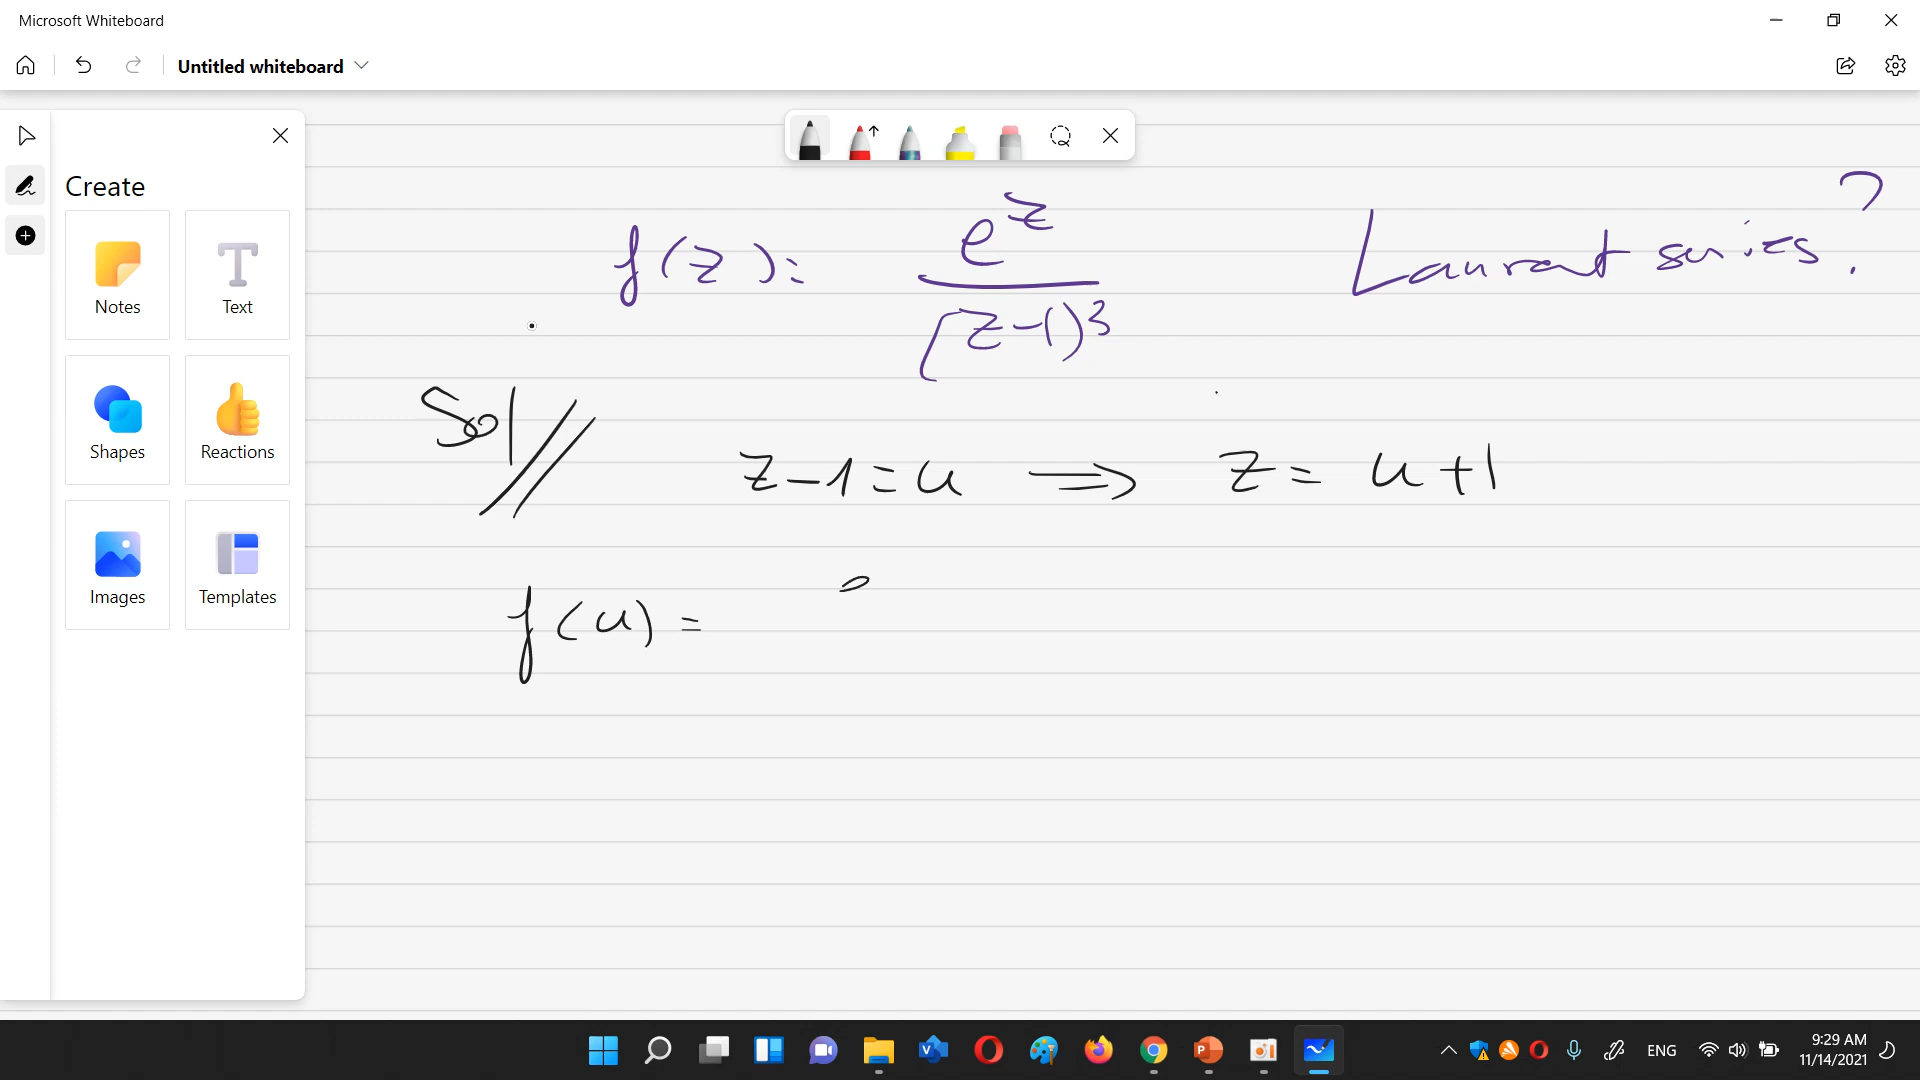 Microsoft Whiteboard
Untitled whiteboard
Create
Notes
Text
Shapes
Reactions
Images
Templates
f(z)= e^z / (z-1)^3 Laurent series ?
Sol //
z-1=u ⟹ z = u+1
f(u) =
ENG
9:29 AM
11/14/2021